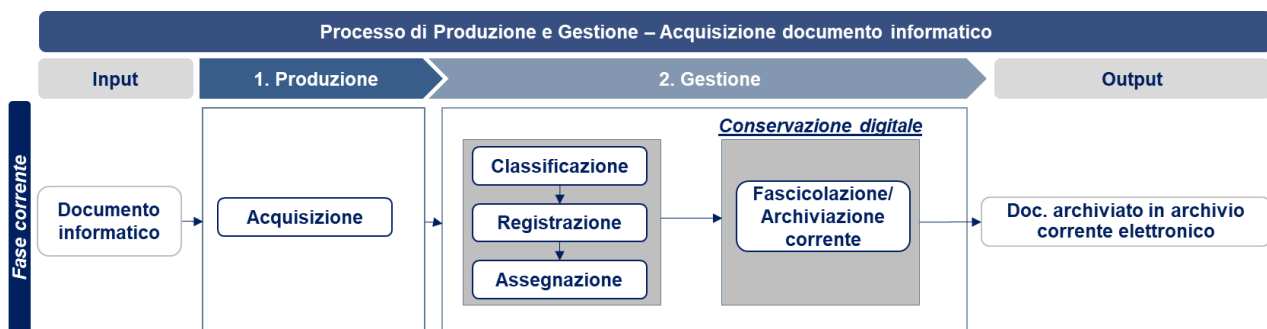 Processo di Produzione e Gestione – Acquisizione documento informatico
Input
1. Produzione
2. Gestione
Output
Fase corrente
Documento
informatico
Acquisizione
Classificazione
Registrazione
Assegnazione
Conservazione digitale
Fascicolazione/
Archiviazione
corrente
Doc. archiviato in archivio
corrente elettronico